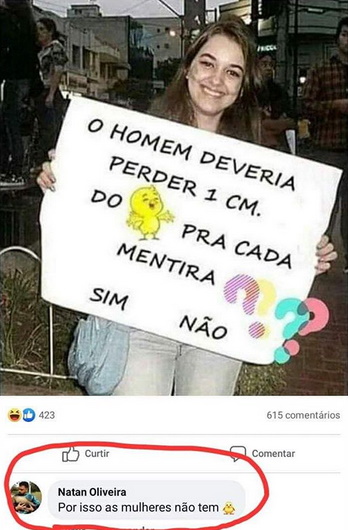 O HOMEM DEVERIA
PERDER 1 CM.
DO 🐥 PRA CADA
MENTIRA ???
SIM NÃO
423 615 comentários
Curtir Comentar
Natan Oliveira
Por isso as mulheres não tem 🐥